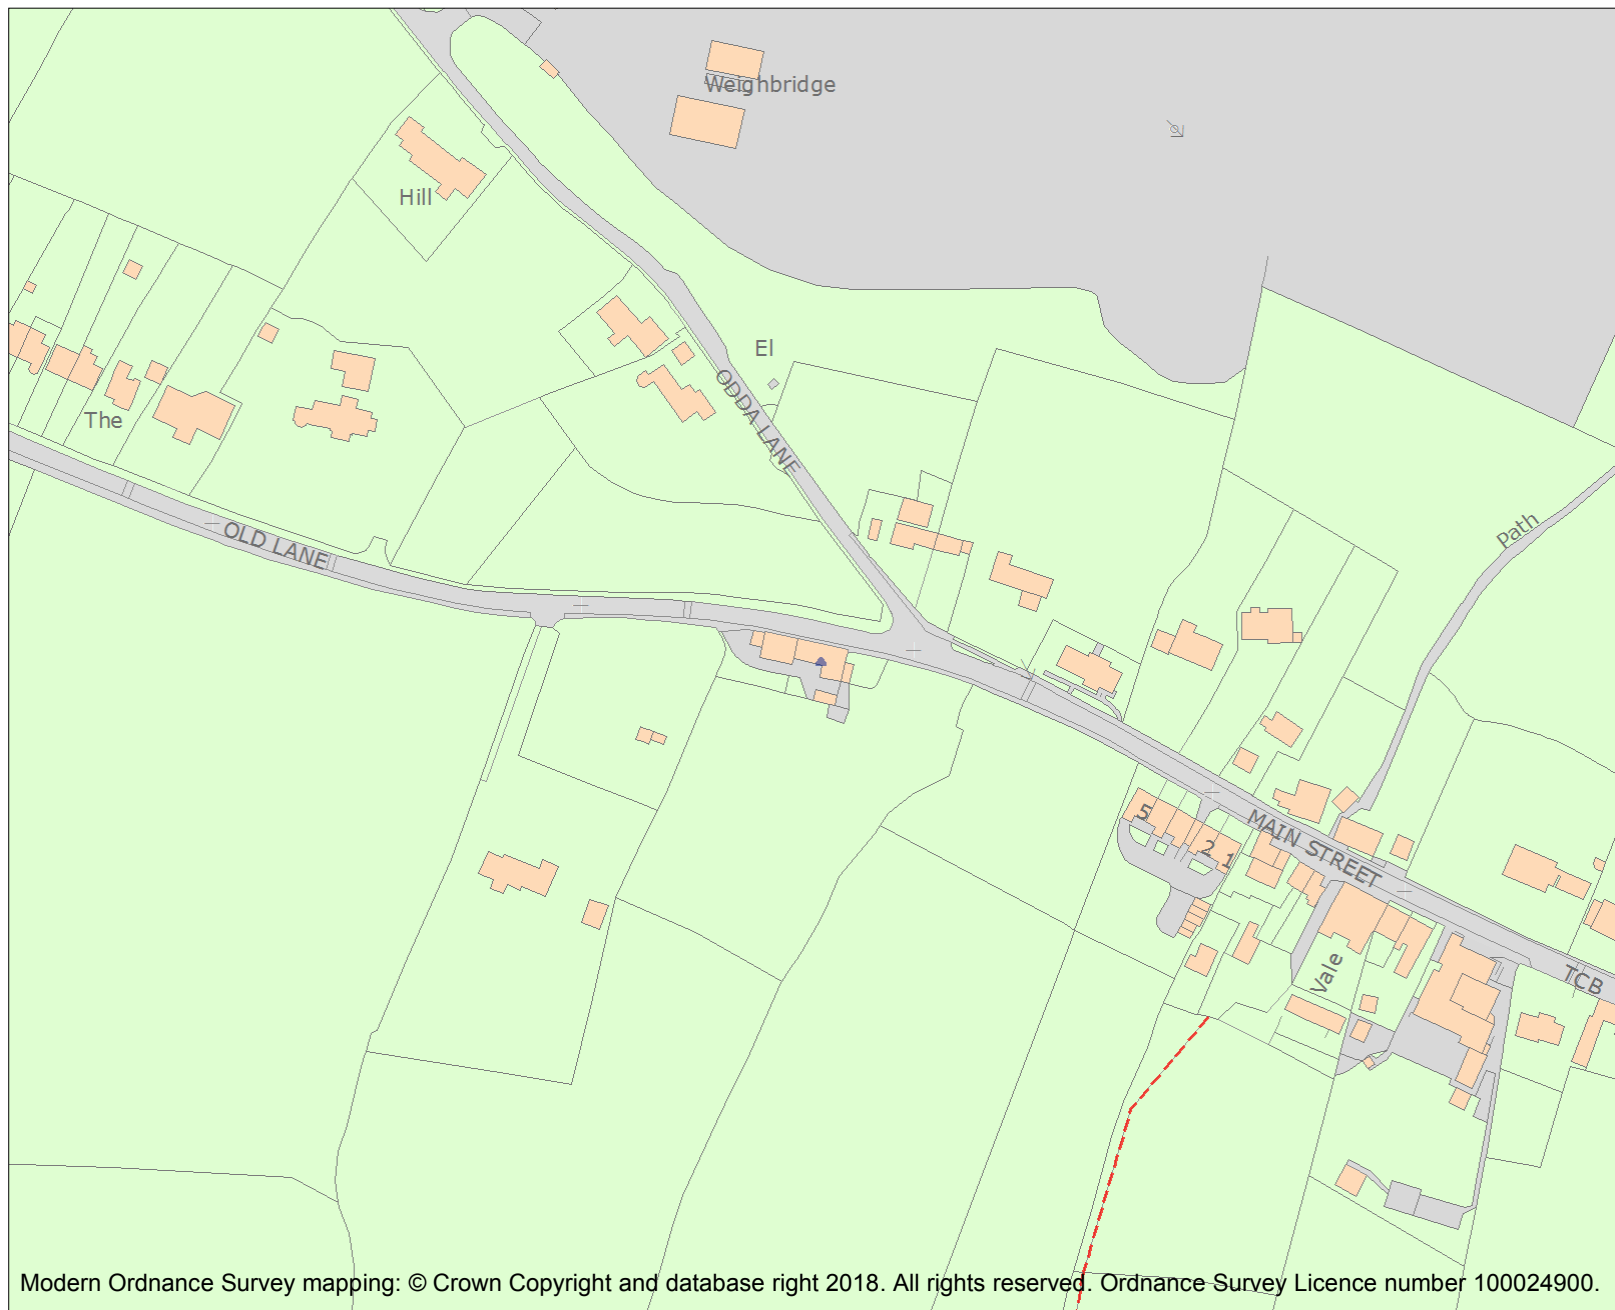 Weighbridge
Hill
El
The
ODDA LANE
OLD LANE
Path
5
2
1
MAIN STREET
Vale
TCB
Modern Ordnance Survey mapping: © Crown Copyright and database right 2018. All rights reserved. Ordnance Survey Licence number 100024900.